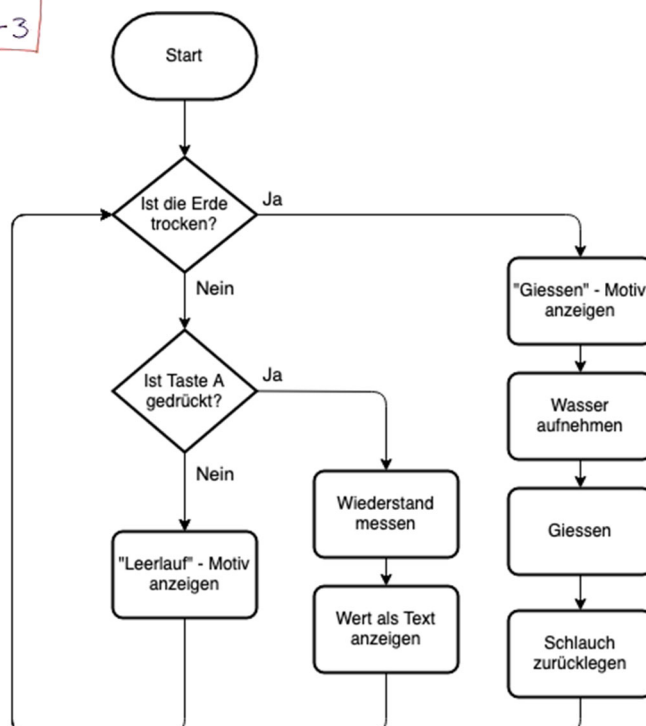 -3
Start
Ist die Erde
trocken?
Ja
Nein
"Giessen" - Motiv
anzeigen
Ist Taste A
gedrückt?
Ja
Wasser
aufnehmen
Nein
Wiederstand
messen
Giessen
"Leerlauf" - Motiv
anzeigen
Wert als Text
anzeigen
Schlauch
zurücklegen